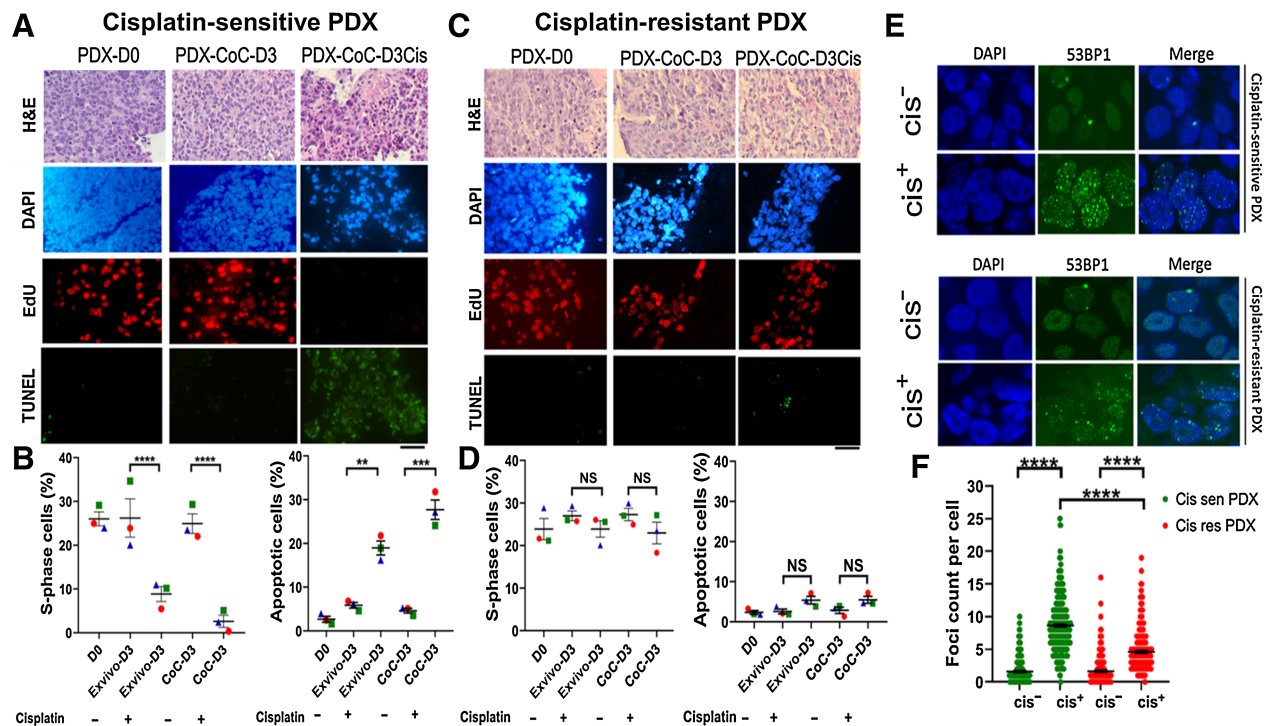 A
Cisplatin-sensitive PDX
PDX-D0 PDX-CoC-D3 PDX-CoC-D3Cis
H&E
DAPI
EdU
TUNEL
B
S-phase cells (%)
40
30
20
10
0
****
****
D0
Exvivo-D3
Exvivo-D3
CoC-D3
CoC-D3
Cisplatin – + – +
Apoptotic cells (%)
40
30
20
10
0
**
***
D0
Exvivo-D3
Exvivo-D3
CoC-D3
CoC-D3
Cisplatin – + – +
C
Cisplatin-resistant PDX
PDX-D0 PDX-CoC-D3 PDX-CoC-D3Cis
H&E
DAPI
EdU
TUNEL
D
S-phase cells (%)
40
30
20
10
0
NS
NS
D0
Exvivo-D3
Exvivo-D3
CoC-D3
CoC-D3
Cisplatin – + – +
Apoptotic cells (%)
40
30
20
10
0
NS
NS
D0
Exvivo-D3
Exvivo-D3
CoC-D3
CoC-D3
Cisplatin – + – +
E
DAPI 53BP1 Merge
cis⁻
cis⁺
Cisplatin-sensitive PDX
DAPI 53BP1 Merge
cis⁻
cis⁺
Cisplatin-resistant PDX
F
Foci count per cell
30
25
20
15
10
5
0
**** ****
****
Cis sen PDX
Cis res PDX
cis⁻ cis⁺ cis⁻ cis⁺